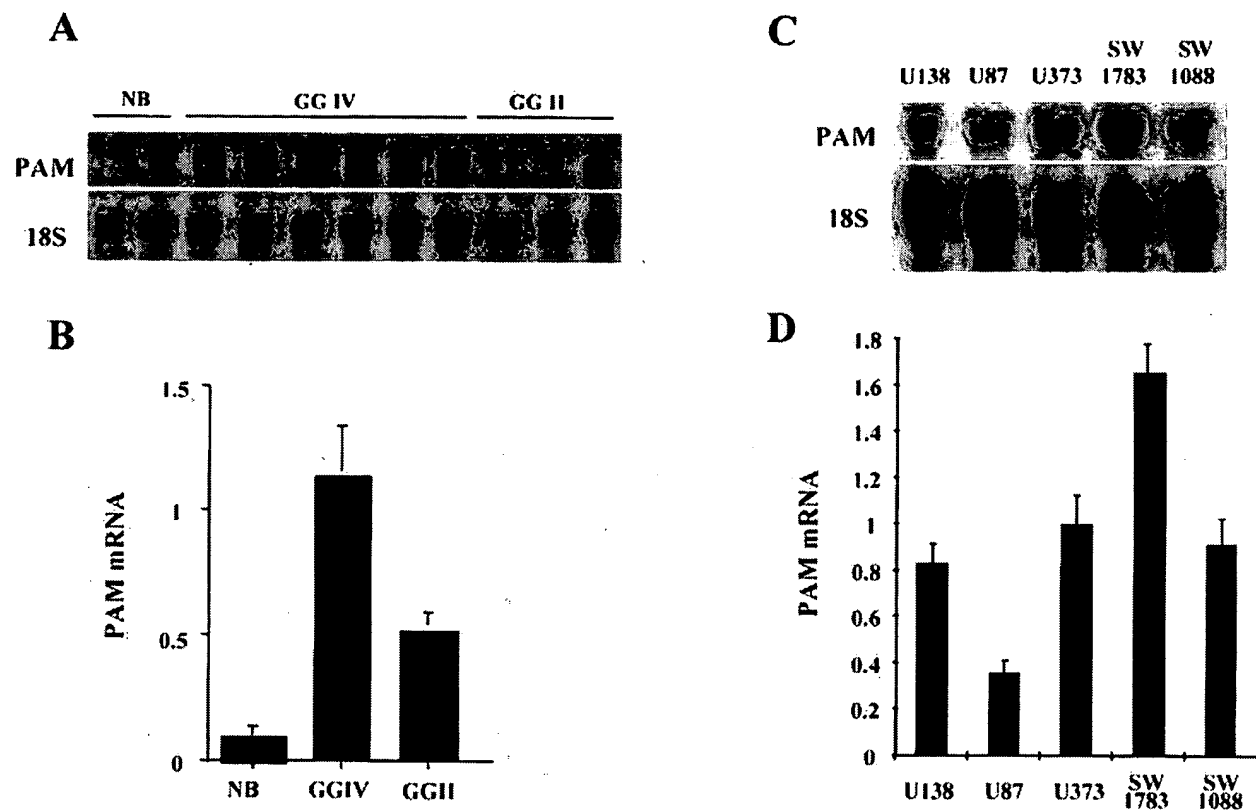 A
NB GG IV GG II
PAM
18S
B
1.5
1
0.5
0
PAM mRNA
NB GGIV GGII
C
U138 U87 U373 SW 1783 SW 1088
PAM
18S
D
1.8
1.6
1.4
1.2
1
0.8
0.6
0.4
0.2
0
PAM mRNA
U138 U87 U373 SW 1783 SW 1088